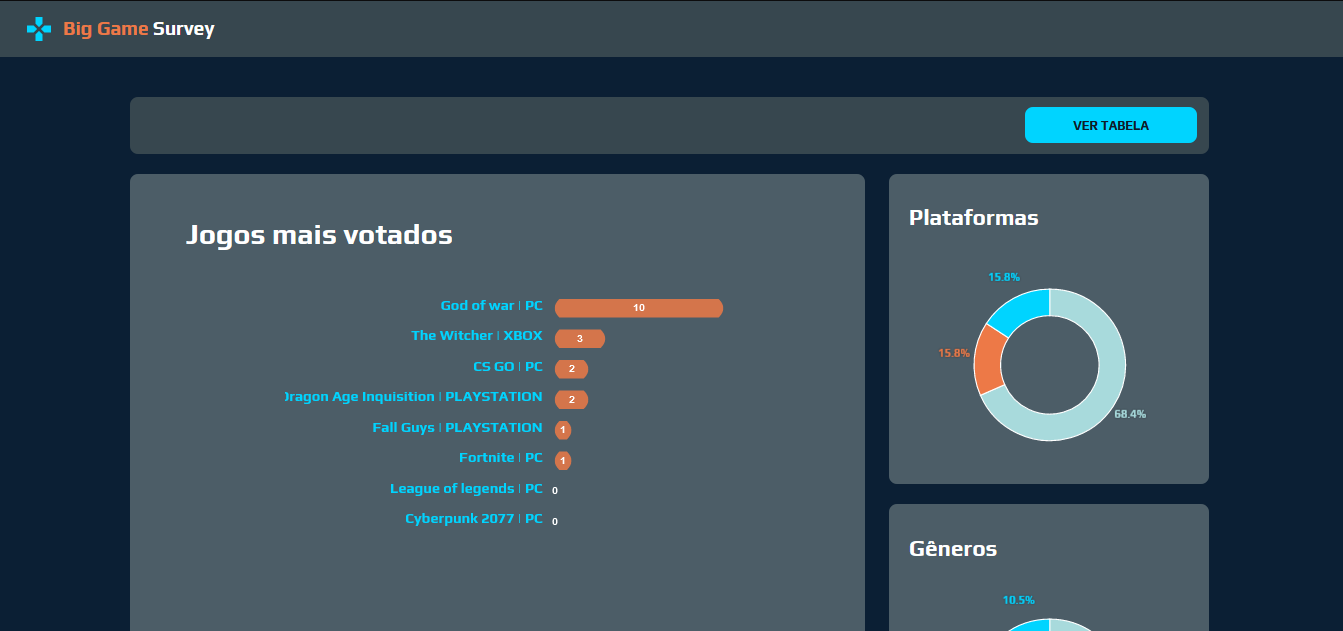 Big Game Survey
VER TABELA
Jogos mais votados
God of war | PC 10
The Witcher | XBOX 3
CS GO | PC 2
Dragon Age Inquisition | PLAYSTATION 2
Fall Guys | PLAYSTATION 1
Fortnite | PC 1
League of legends | PC 0
Cyberpunk 2077 | PC 0
Plataformas
15.8%
15.8%
68.4%
Gêneros
10.5%